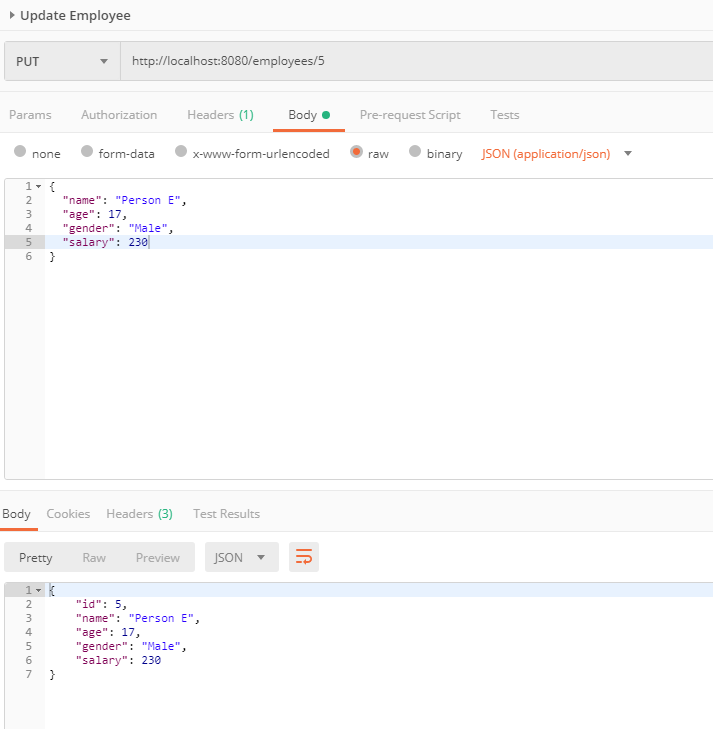 Update Employee
PUT http://localhost:8080/employees/5
Params Authorization Headers (1) Body Pre-request Script Tests
none form-data x-www-form-urlencoded raw binary JSON (application/json)
1 {
2 "name": "Person E",
3 "age": 17,
4 "gender": "Male",
5 "salary": 230
6 }
Body Cookies Headers (3) Test Results
Pretty Raw Preview JSON
1 {
2 "id": 5,
3 "name": "Person E",
4 "age": 17,
5 "gender": "Male",
6 "salary": 230
7 }